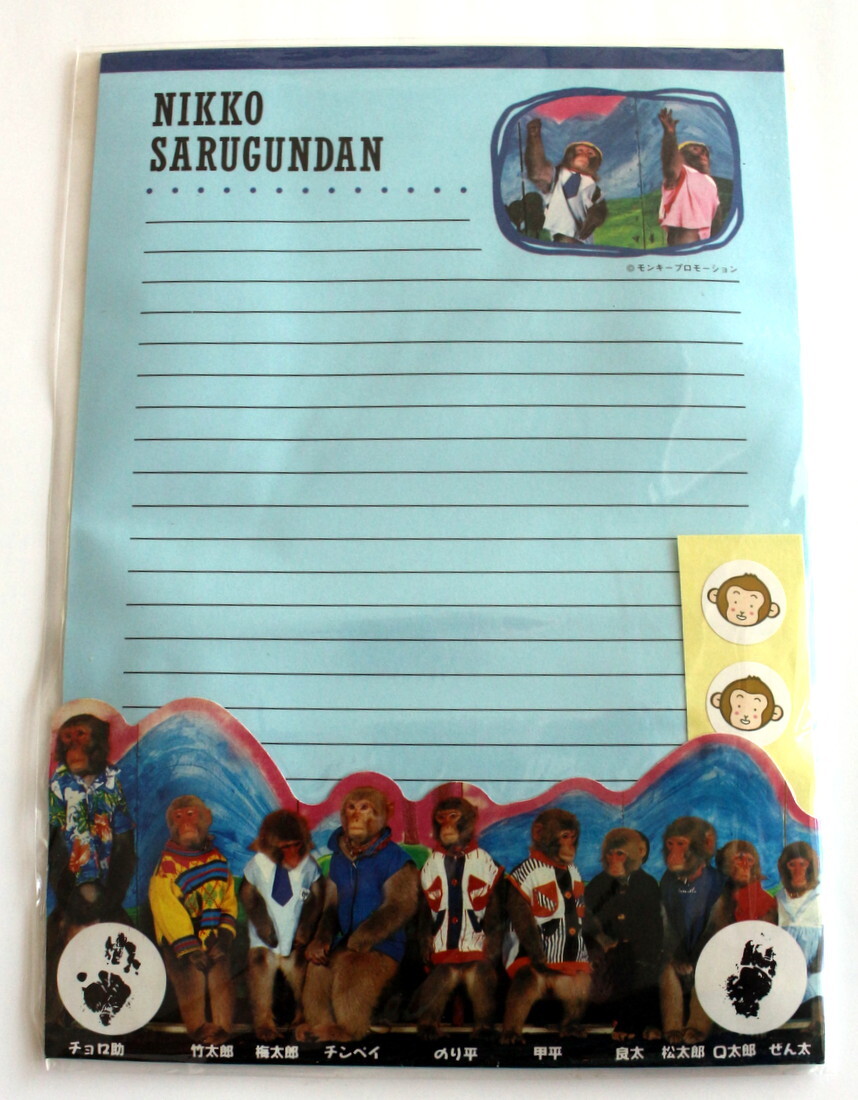 NIKKO
SARUGUNDAN
©モンキープロモーション
チョロ助 竹太郎 梅太郎 チンペイ のり平 甲平 良太 松太郎 口太郎 ぜん太